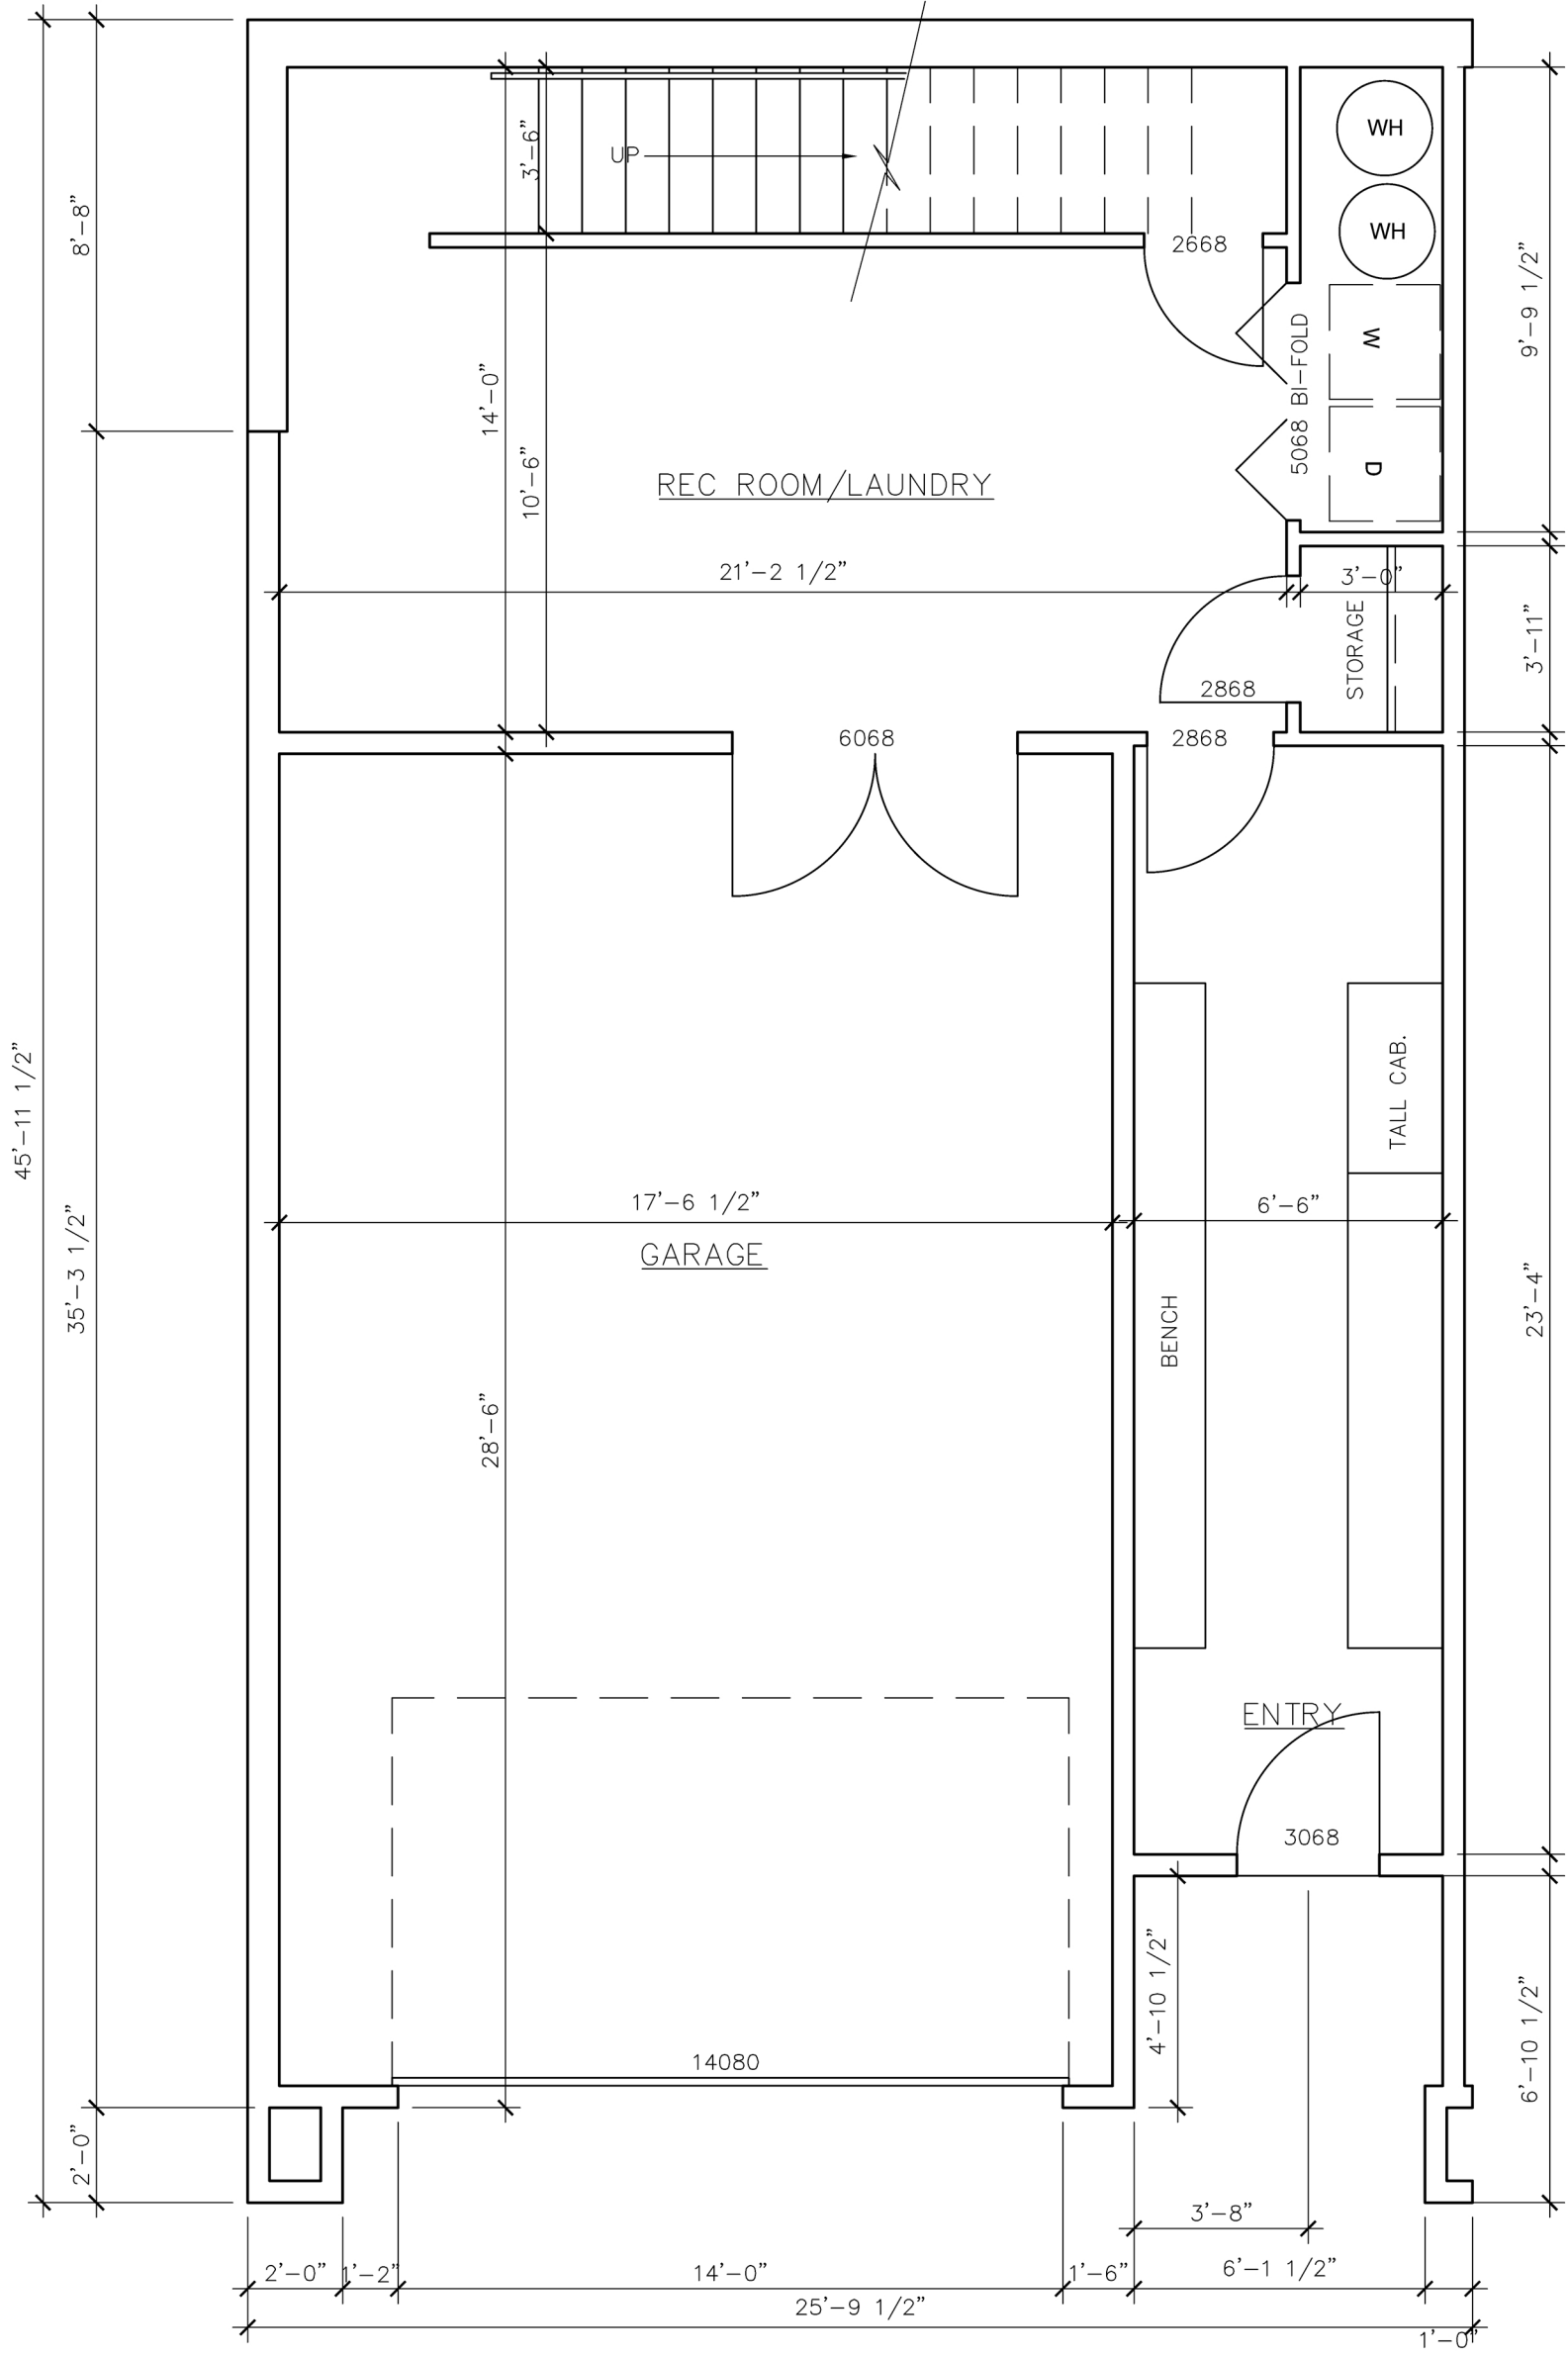 WH
WH
3'-6"
UP
8'-8"
2668
9'-9 1/2"
W
5068 BI-FOLD
14'-0"
10'-6"
D
REC ROOM/LAUNDRY
21'-2 1/2"
3'-0"
STORAGE
3'-11"
2868
6068
2868
45'-11 1/2"
TALL CAB.
17'-6 1/2"
6'-6"
35'-3 1/2"
GARAGE
BENCH
23'-4"
28'-6"
ENTRY
3068
4'-10 1/2"
6'-10 1/2"
14080
2'-0"
3'-8"
2'-0"
1'-2"
14'-0"
1'-6"
6'-1 1/2"
25'-9 1/2"
1'-0"